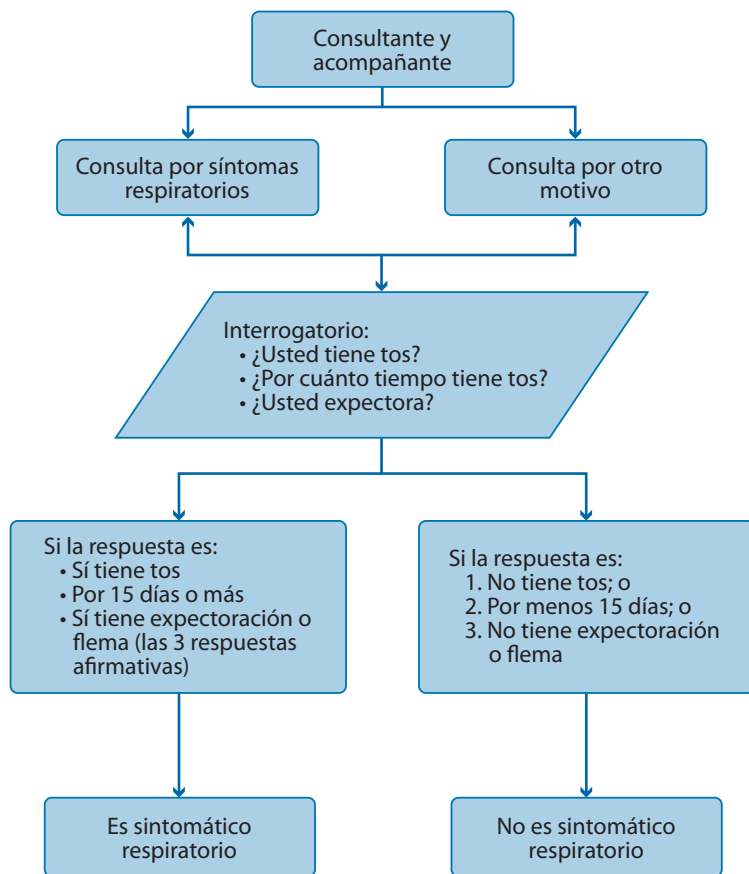 Consultante y
acompañante
Consulta por síntomas
respiratorios
Consulta por otro
motivo
Interrogatorio:
• ¿Usted tiene tos?
• ¿Por cuánto tiempo tiene tos?
• ¿Usted expectora?
Si la respuesta es:
• Sí tiene tos
• Por 15 días o más
• Sí tiene expectoración o
flema (las 3 respuestas
afirmativas)
Si la respuesta es:
1. No tiene tos; o
2. Por menos 15 días; o
3. No tiene expectoración
o flema
Es sintomático
respiratorio
No es sintomático
respiratorio